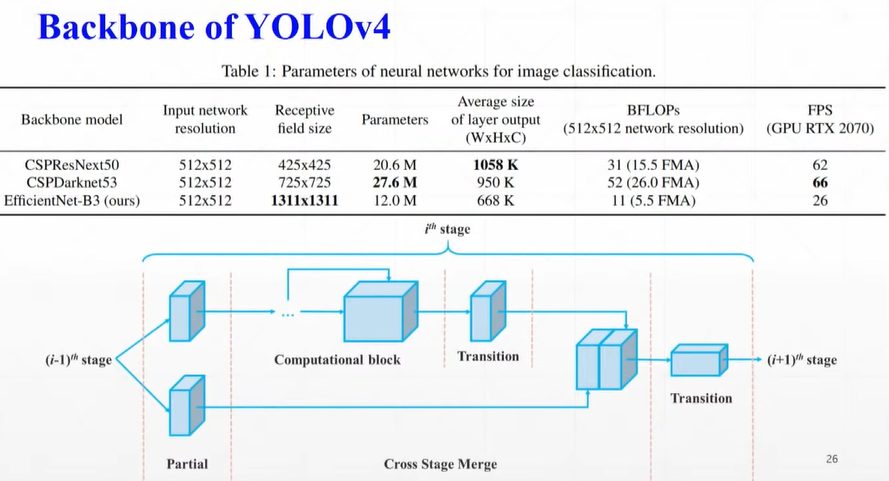 Backbone of YOLOv4
Table 1: Parameters of neural networks for image classification.
Backbone model
Input network
resolution
Receptive
field size
Parameters
Average size
of layer output
(WxHxC)
BFLOPs
(512x512 network resolution)
FPS
(GPU RTX 2070)
CSPResNext50 512x512 425x425 20.6 M 1058 K 31 (15.5 FMA) 62
CSPDarknet53 512x512 725x725 27.6 M 950 K 52 (26.0 FMA) 66
EfficientNet-B3 (ours) 512x512 1311x1311 12.0 M 668 K 11 (5.5 FMA) 26
iᵗʰ stage
...
(i-1)ᵗʰ stage
Computational block
Transition
(i+1)ᵗʰ stage
Transition
Partial
Cross Stage Merge
26